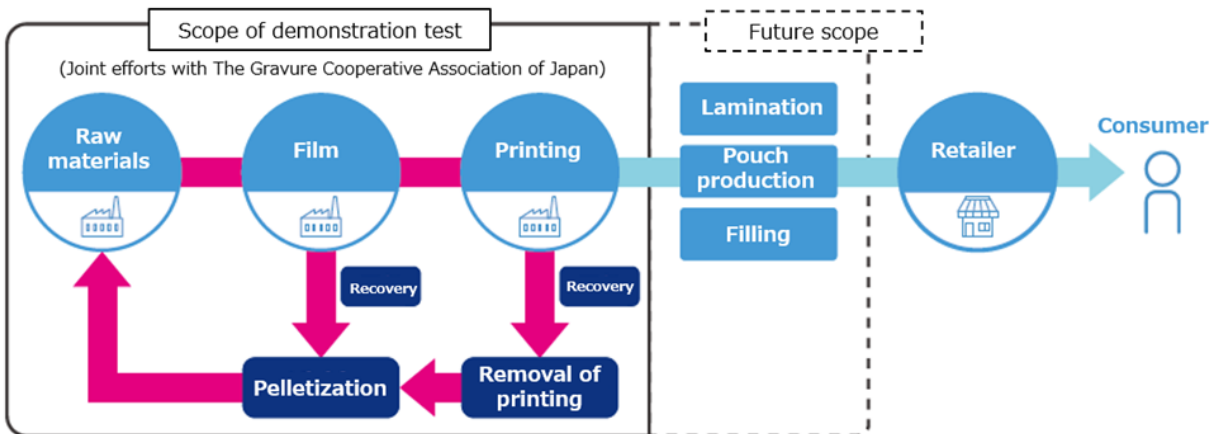 Scope of demonstration test
Future scope
(Joint efforts with The Gravure Cooperative Association of Japan)
Raw
materials
Film
Printing
Lamination
Pouch
production
Filling
Retailer
Consumer
Recovery
Recovery
Pelletization
Removal of
printing